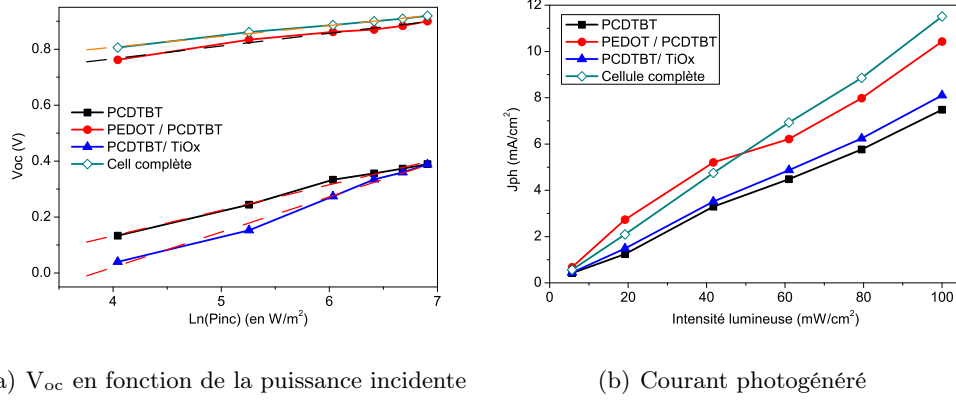 0.8
0.6
0.4
0.2
0.0
Voc (V)
PCDTBT
PEDOT / PCDTBT
PCDTBT/ TiOx
Cell complète
4 5 6 7
Ln(Pinc) (en W/m²)
12
10
8
6
4
2
0
Jph (mA/cm²)
PCDTBT
PEDOT / PCDTBT
PCDTBT/ TiOx
Cellule complète
0 20 40 60 80 100
Intensité lumineuse (mW/cm²)
) Voc en fonction de la puissance incidente
(b) Courant photogénéré